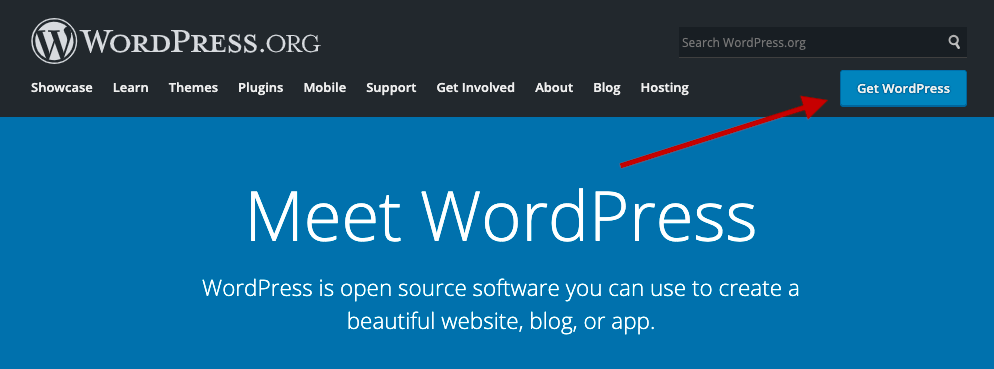 WORDPRESS.ORG
Search WordPress.org
Showcase Learn Themes Plugins Mobile Support Get Involved About Blog Hosting Get WordPress
Meet WordPress
WordPress is open source software you can use to create a
beautiful website, blog, or app.